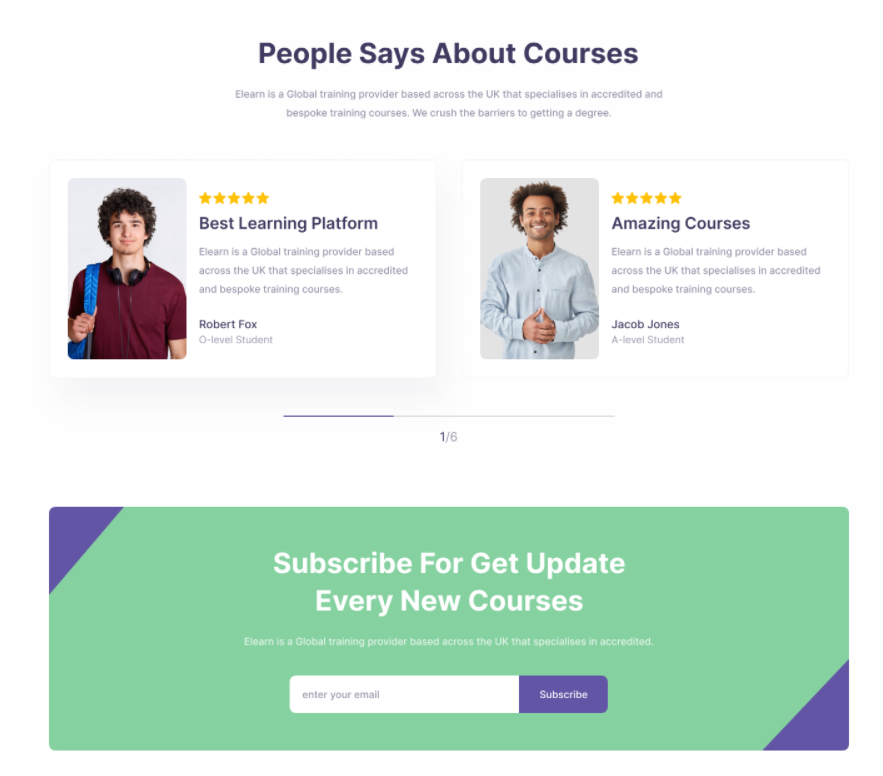 People Says About Courses
Elearn is a Global training provider based across the UK that specialises in accredited and
bespoke training courses. We crush the barriers to getting a degree.
Best Learning Platform
Elearn is a Global training provider based
across the UK that specialises in accredited
and bespoke training courses.
Robert Fox
O-level Student
Amazing Courses
Elearn is a Global training provider based
across the UK that specialises in accredited
and bespoke training courses.
Jacob Jones
A-level Student
1/6
Subscribe For Get Update
Every New Courses
Elearn is a Global training provider based across the UK that specialises in accredited.
enter your email
Subscribe